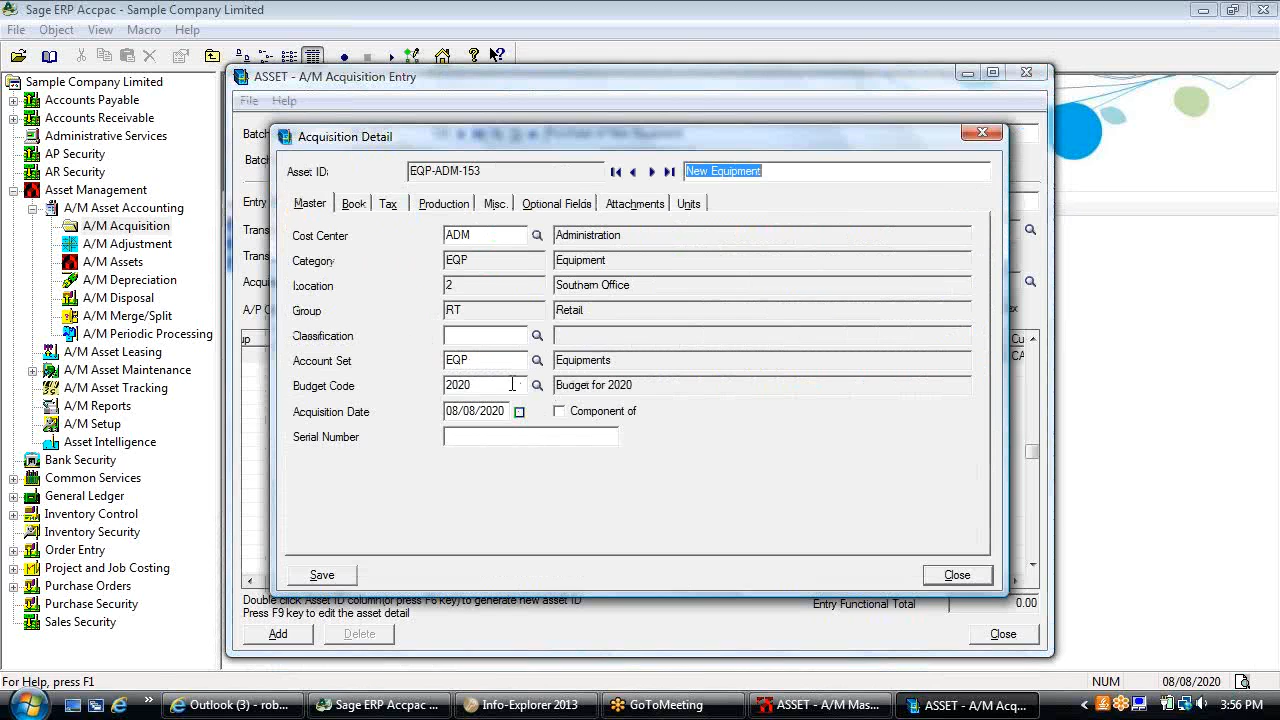 Sage ERP Accpac - Sample Company Limited
File Object View Macro Help
Sample Company Limited
Accounts Payable
Accounts Receivable
Administrative Services
AP Security
AR Security
Asset Management
A/M Asset Accounting
A/M Acquisition
A/M Adjustment
A/M Assets
A/M Depreciation
A/M Disposal
A/M Merge/Split
A/M Periodic Processing
A/M Asset Leasing
A/M Asset Maintenance
A/M Asset Tracking
A/M Reports
A/M Setup
Asset Intelligence
Bank Security
Common Services
General Ledger
Inventory Control
Inventory Security
Order Entry
Project and Job Costing
Purchase Orders
Purchase Security
Sales Security
ASSET - A/M Acquisition Entry
File Help
Batc
Batc
Entry
Trans
Trans
Acqui
A/P C
Acquisition Detail
Asset ID: EQP-ADM-153 New Equipment
Master Book Tax Production Misc. Optional Fields Attachments Units
Cost Center ADM Administration
Category EQP Equipment
Location 2 Southam Office
Group RT Retail
Classification
Account Set EQP Equipments
Budget Code 2020 Budget for 2020
Acquisition Date 08/08/2020 Component of
Serial Number
Save Close
Double click Asset ID column(or press F6 key) to generate new asset ID
Press F9 key to edit the asset detail
Entry Functional Total 0.00
Add Delete Close
For Help, press F1 NUM 08/08/2020
Outlook (3) - rob... Sage ERP Accpac ... Info-Explorer 2013 GoToMeeting ASSET - A/M Mas... ASSET - A/M Acq... 3:56 PM